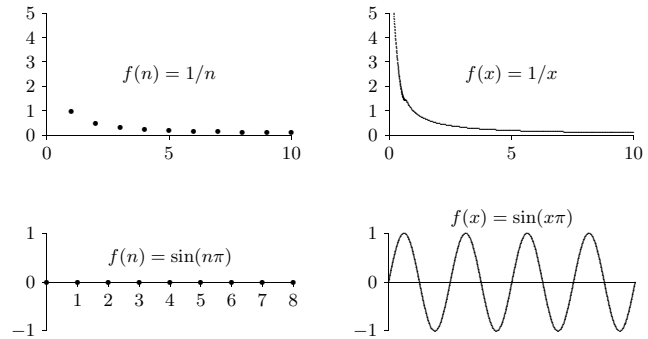 5
4
3
2
1
0
0 5 10
f(n) = 1/n
5
4
3
2
1
0
0 5 10
f(x) = 1/x
1
0
−1
1 2 3 4 5 6 7 8
f(n) = sin(nπ)
1
0
−1
f(x) = sin(xπ)